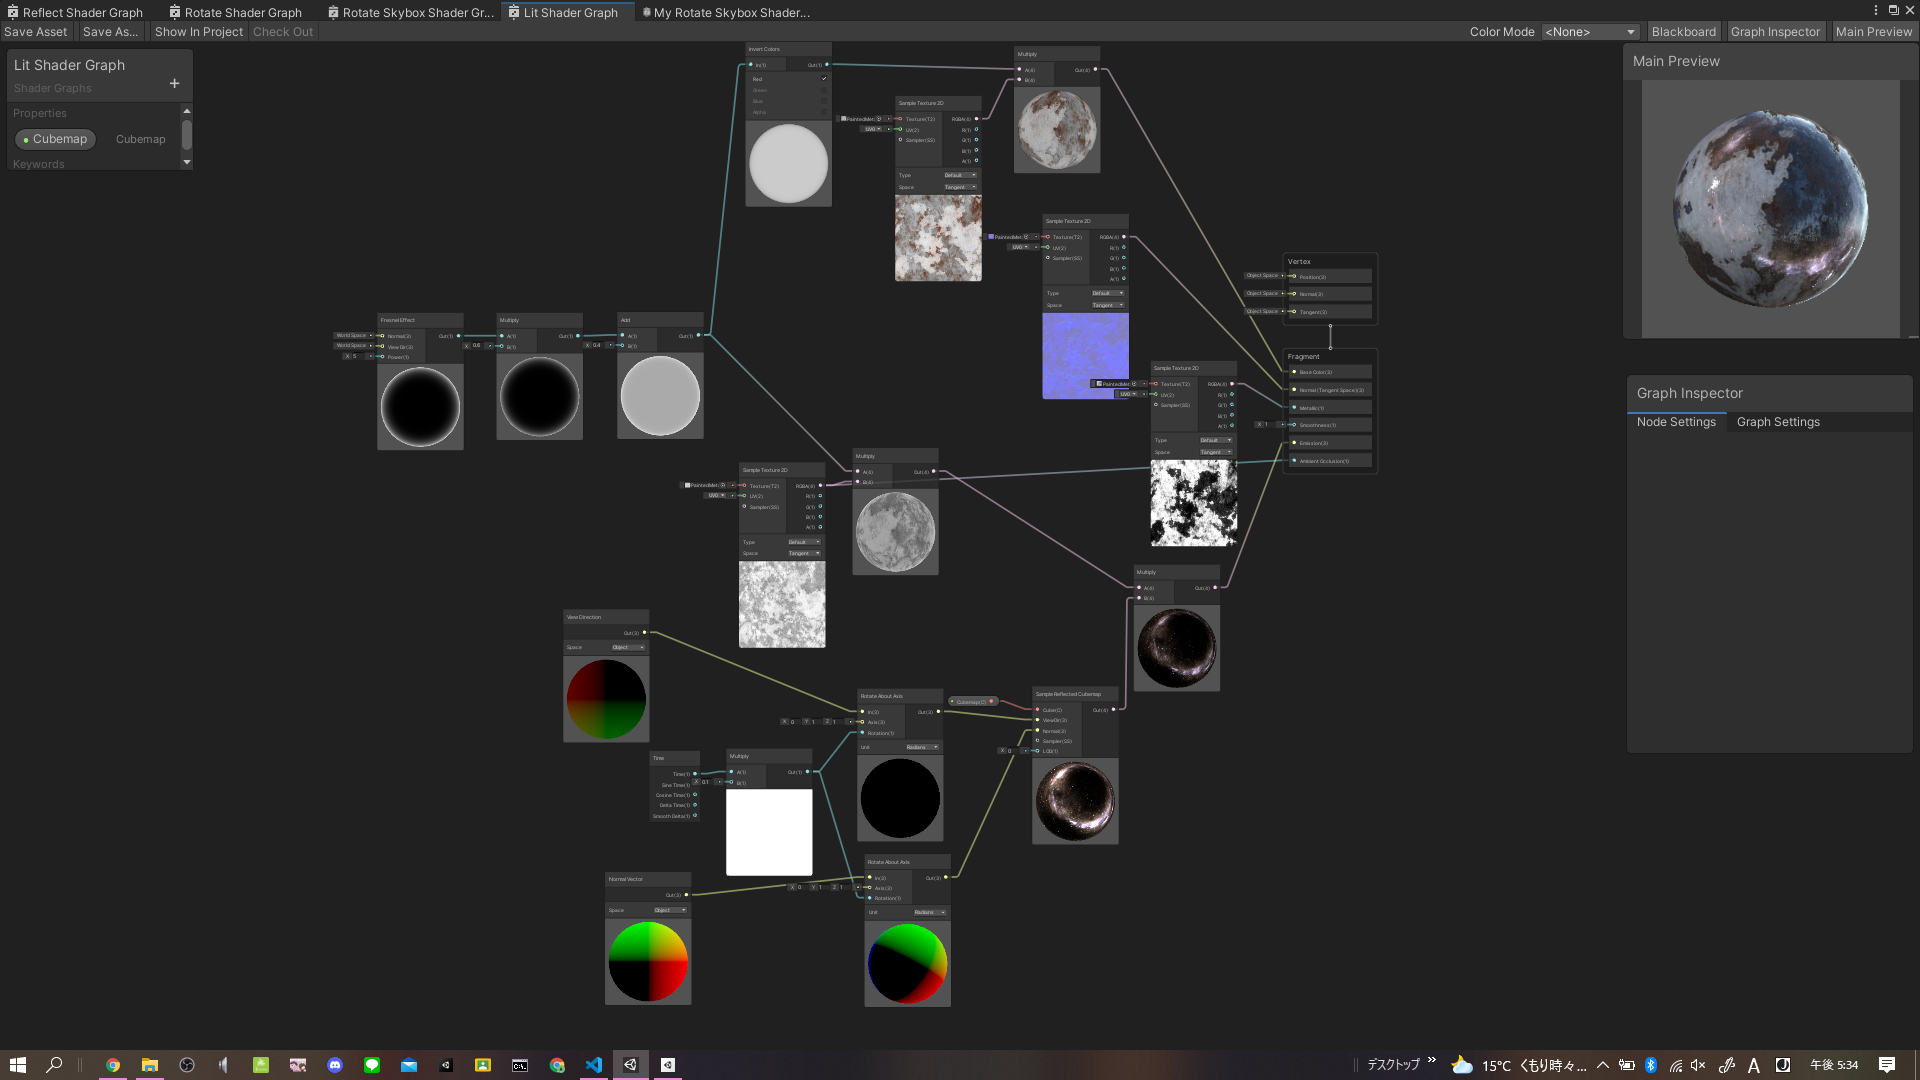 Reflect Shader Graph
Rotate Shader Graph
Rotate Skybox Shader Gr...
Lit Shader Graph
My Rotate Skybox Shader...
Save Asset
Save As...
Show In Project
Check Out
Color Mode
<None>
Blackboard
Graph Inspector
Main Preview
Lit Shader Graph
Shader Graphs
Properties
Cubemap
Cubemap
Keywords
Main Preview
Graph Inspector
Node Settings
Graph Settings
Invert Colors
In(1)
Out(1)
Red
Green
Blue
Alpha
Multiply
A(4)
Out(4)
B(4)
Sample Texture 2D
PaintedMet
Texture(T2)
RGBA(4)
UV0
UV(2)
R(1)
Sampler(SS)
G(1)
B(1)
A(1)
Type
Default
Space
Tangent
Sample Texture 2D
PaintedMet
Texture(T2)
RGBA(4)
UV0
UV(2)
R(1)
Sampler(SS)
G(1)
B(1)
A(1)
Type
Default
Space
Tangent
Vertex
Object Space
Position(3)
Object Space
Normal(3)
Object Space
Tangent(3)
Fragment
Base Color(3)
Normal (Tangent Space)(3)
Metallic(1)
X 1
Smoothness(1)
Emission(3)
Ambient Occlusion(1)
Fresnel Effect
World Space
Normal(3)
Out(1)
World Space
View Dir(3)
X 5
Power(1)
Multiply
A(1)
Out(1)
X 0.6
B(1)
Add
A(1)
Out(1)
X 0.4
B(1)
Sample Texture 2D
PaintedMet
Texture(T2)
RGBA(4)
UV0
UV(2)
R(1)
Sampler(SS)
G(1)
B(1)
A(1)
Type
Default
Space
Tangent
Sample Texture 2D
PaintedMet
Texture(T2)
RGBA(4)
UV0
UV(2)
R(1)
Sampler(SS)
G(1)
B(1)
A(1)
Type
Default
Space
Tangent
Multiply
A(4)
Out(4)
B(4)
Multiply
A(4)
Out(4)
B(4)
View Direction
Out(3)
Space
Object
Rotate About Axis
In(3)
Out(3)
X 0 Y 1 Z 1
Axis(3)
Rotation(1)
Unit
Radians
Cubemap(C)
Sample Reflected Cubemap
Cube(C)
Out(4)
ViewDir(3)
Normal(3)
Sampler(SS)
X 0
LOD(1)
Time
Time(1)
Sine Time(1)
Cosine Time(1)
Delta Time(1)
Smooth Delta(1)
Multiply
A(1)
Out(1)
X 0.1
B(1)
Rotate About Axis
In(3)
Out(3)
X 0 Y 1 Z 1
Axis(3)
Rotation(1)
Unit
Radians
Normal Vector
Out(3)
Space
Object
デスクトップ
15°C くもり時々...
A
午後 5:34